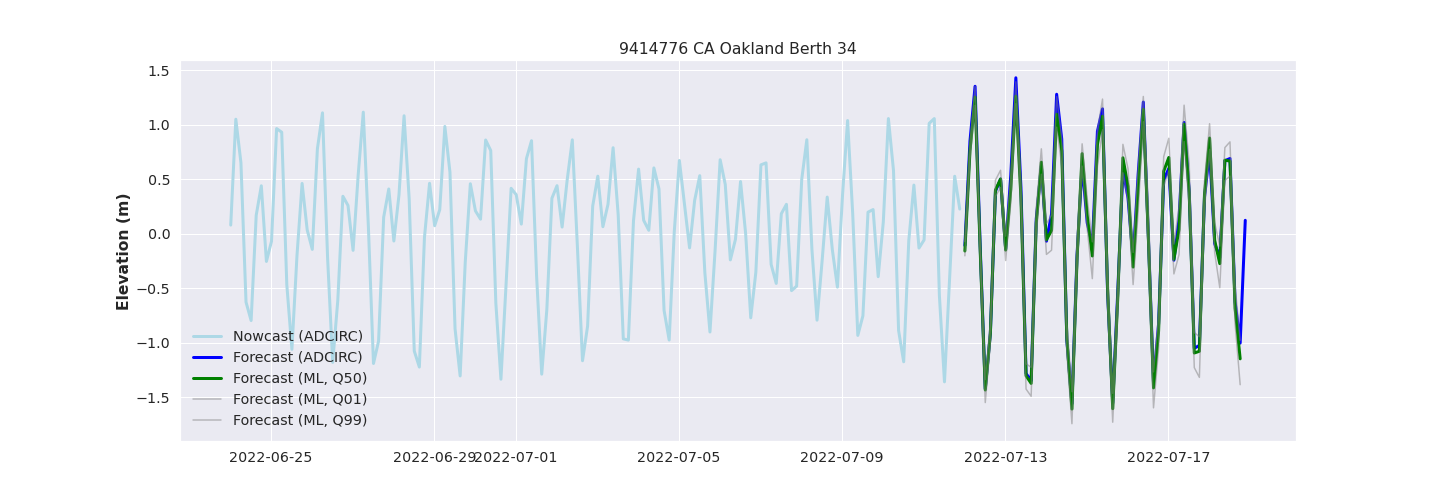 9414776 CA Oakland Berth 34
Elevation (m)
1.5
1.0
0.5
0.0
−0.5
−1.0
−1.5
Nowcast (ADCIRC)
Forecast (ADCIRC)
Forecast (ML, Q50)
Forecast (ML, Q01)
Forecast (ML, Q99)
2022-06-25 2022-06-29 2022-07-01 2022-07-05 2022-07-09 2022-07-13 2022-07-17